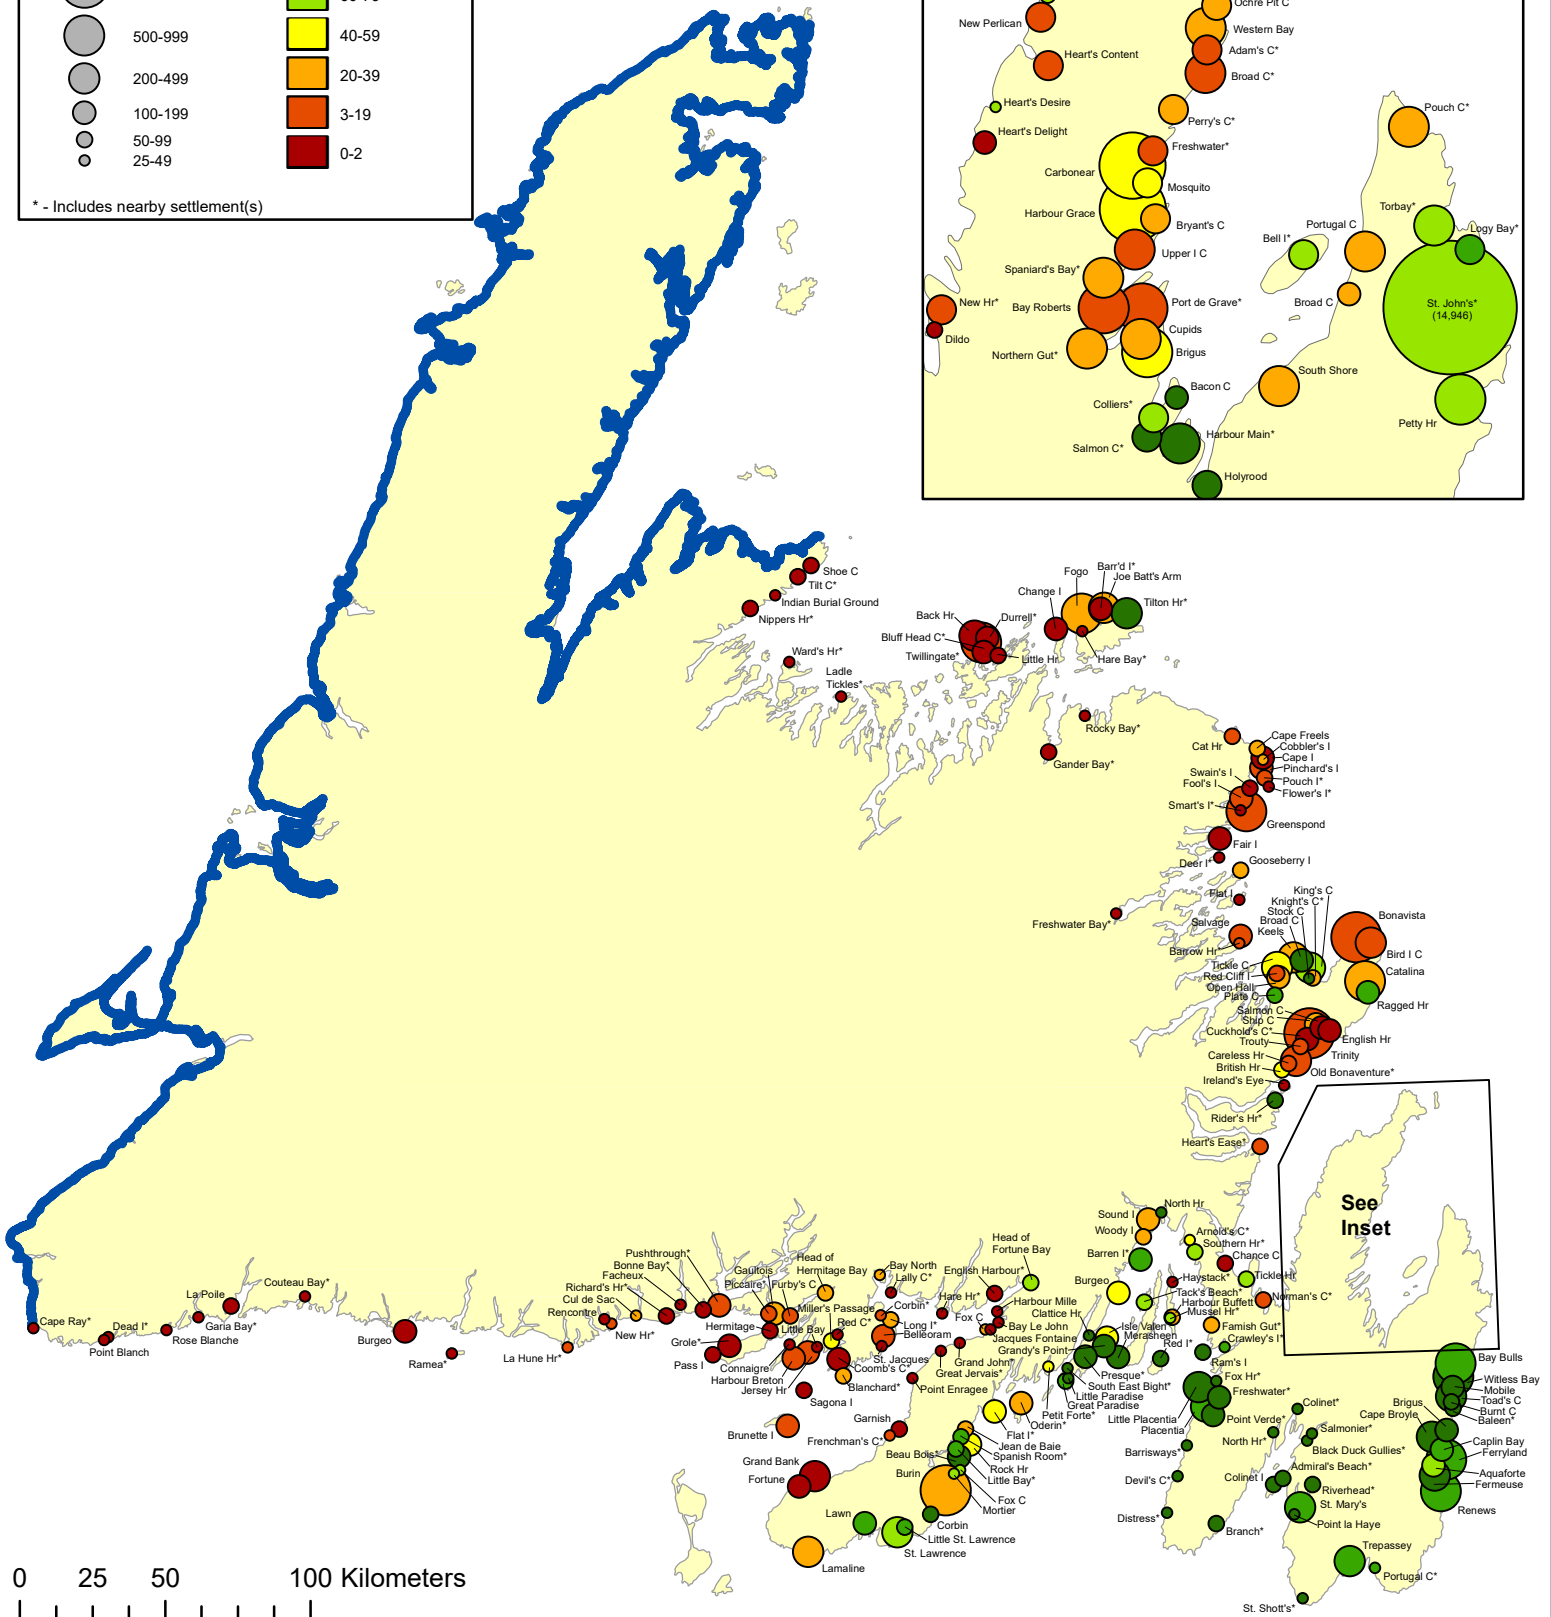 60-79
500-999
40-59
200-499
20-39
100-199
3-19
50-99
25-49
0-2
* - Includes nearby settlement(s)
Ochre Pit C
New Perlican
Western Bay
Heart's Content
Adam's C*
Broad C*
Heart's Desire
Perry's C*
Pouch C*
Heart's Delight
Freshwater*
Carbonear
Mosquito
Harbour Grace
Bryant's C
Torbay*
Portugal C
Logy Bay*
Bell I*
Upper I C
Spaniard's Bay*
New Hr*
Bay Roberts
Port de Grave*
Broad C
St. John's*
(14,946)
Dildo
Cupids
Northern Gut*
Brigus
South Shore
Bacon C
Colliers*
Petty Hr
Harbour Main*
Salmon C*
Holyrood
Shoe C
Tilt C*
Indian Burial Ground
Nippers Hr*
Ward's Hr*
Ladle
Tickles*
Back Hr
Durrell*
Bluff Head C*
Twillingate*
Little Hr
Change I
Fogo
Barr'd I*
Joe Batt's Arm
Tilton Hr*
Hare Bay*
Rocky Bay*
Gander Bay*
Cat Hr
Cape Freels
Cobbler's I
Cape I
Pinchard's I
Swain's I
Pouch I*
Fool's I
Flower's I*
Smart's I*
Greenspond
Fair I
Deer I*
Gooseberry I
Flat I
Freshwater Bay*
King's C
Knight's C*
Stock C
Broad C
Keels
Salvage
Barrow Hr*
Bonavista
Bird I C
Tickle C
Red Cliff I
Open Hall
Plate C
Catalina
Ragged Hr
Salmon C
Ship C
Cuckhold's C*
Trouty
English Hr
Trinity
Careless Hr
British Hr
Old Bonaventure*
Ireland's Eye
Rider's Hr*
Heart's Ease*
See
Inset
North Hr
Sound I
Woody I
Arnold's C*
Southern Hr*
Barren I*
Chance C
Haystack*
Tickle Hr
Burgeo
Tack's Beach*
Norman's C*
Harbour Buffett
Mussel Hr*
Famish Gut*
Isle Valen
Merasheen
Crawley's I*
Red I*
Ram's I
Fox Hr*
Freshwater*
Little Placentia
Placentia
Point Verde*
Barrisways*
Devil's C*
Distress*
Branch*
Colinet*
North Hr*
Salmonier*
Black Duck Gullies*
Admiral's Beach*
Colinet I
Riverhead*
St. Mary's
Point la Haye
Trepassey
Portugal C*
St. Shott's*
Bay Bulls
Witless Bay
Mobile
Toad's C
Burnt C
Baleen*
Brigus
Cape Broyle
Caplin Bay
Ferryland
Aquaforte
Fermeuse
Renews
Head of
Fortune Bay
English Harbour*
Harbour Mille
Clattice Hr
Hare Hr*
Fox C
Bay Le John
Jacques Fontaine
Grandy's Point
Grand John*
Great Jervais*
Point Enragee
Presque*
South East Bight*
Little Paradise
Great Paradise
Petit Forte*
Oderin*
Flat I*
Jean de Baie
Spanish Room*
Rock Hr
Little Bay*
Beau Bois*
Burin
Fox C
Mortier
Corbin
Little St. Lawrence
St. Lawrence
Lawn
Lamaline
Grand Bank
Fortune
Garnish
Frenchman's C*
Brunette I
Sagona I
Head of
Hermitage Bay
Bay North
Lally C*
Corbin*
Long I*
Belleoram
St. Jacques
Coomb's C*
Blanchard*
Red C*
Miller's Passage
Little Bay
Furby's C
Gaultois
Piccaire*
Hermitage
Connaigre
Harbour Breton
Jersey Hr
Grole*
Pass I
Pushthrough*
Bonne Bay*
Facheux
Richard's Hr*
Cul de Sac
Rencontre
New Hr*
La Hune Hr*
Ramea*
Burgeo
Couteau Bay*
La Poile
Garia Bay*
Rose Blanche
Dead I*
Point Blanch
Cape Ray*
0 25 50 100 Kilometers